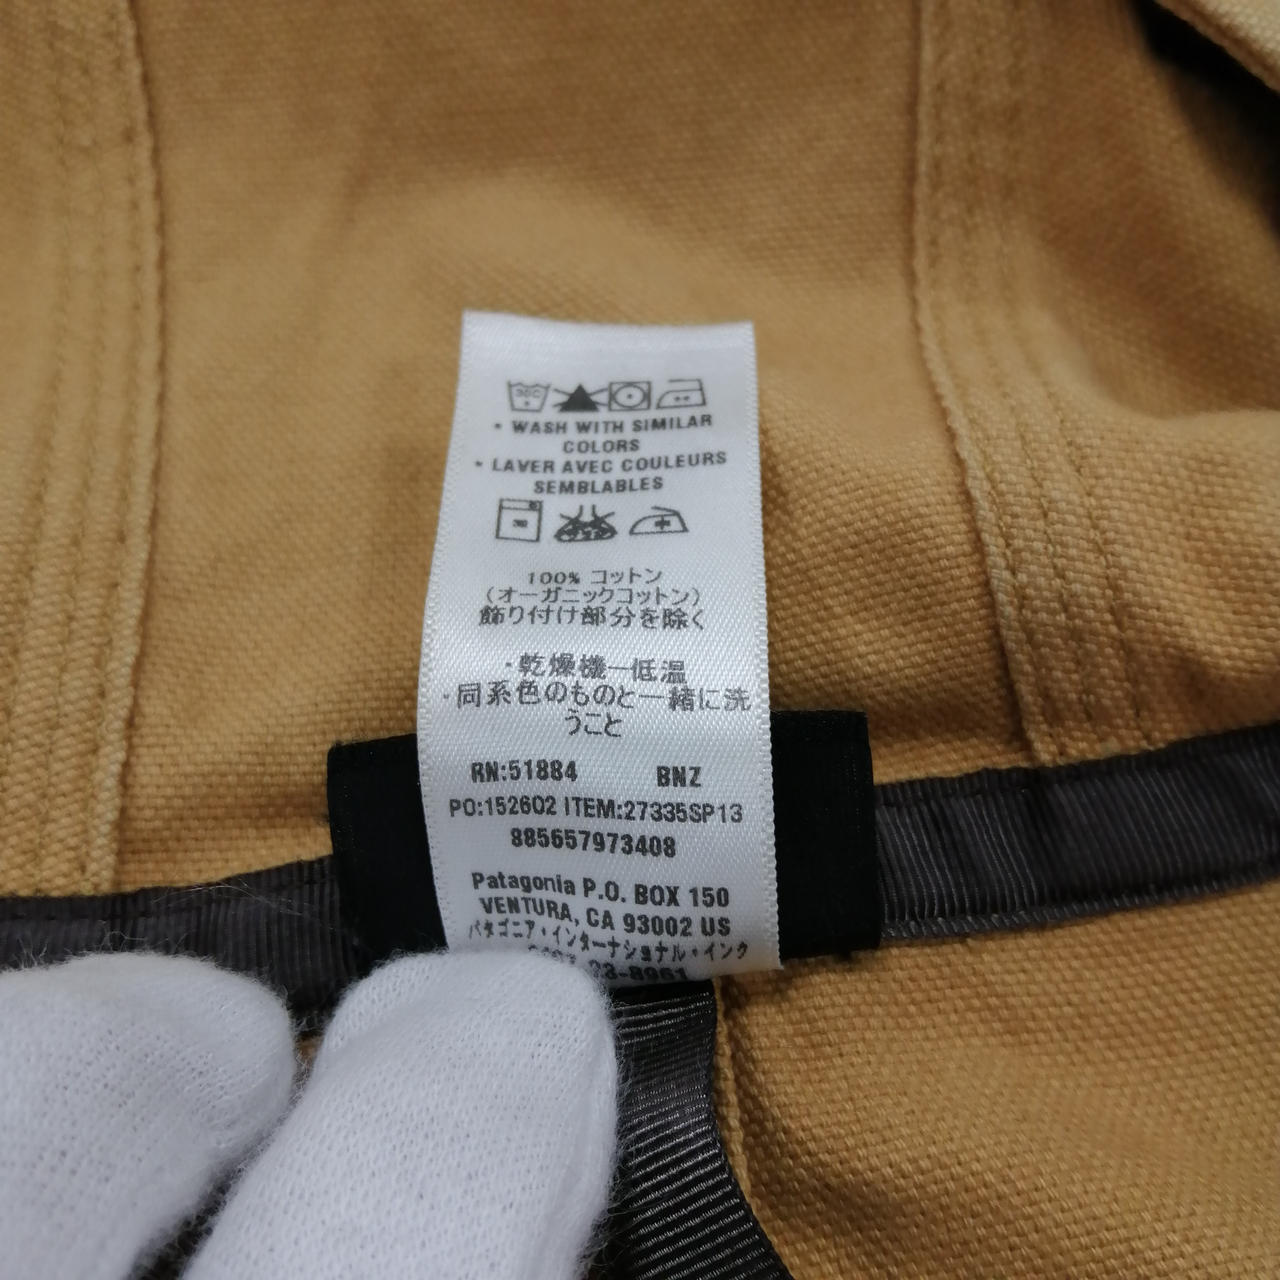 30C
• WASH WITH SIMILAR
COLORS
• LAVER AVEC COULEURS
SEMBLABLES
100% コットン
(オーガニックコットン)
飾り付け部分を除く
・乾燥機ー低温
・同系色のものと一緒に洗
うこと
RN:51884 BNZ
PO:152602 ITEM:27335SP13
885657973408
Patagonia P.O. BOX 150
VENTURA, CA 93002 US
パタゴニア・インターナショナル・インク
23-8961